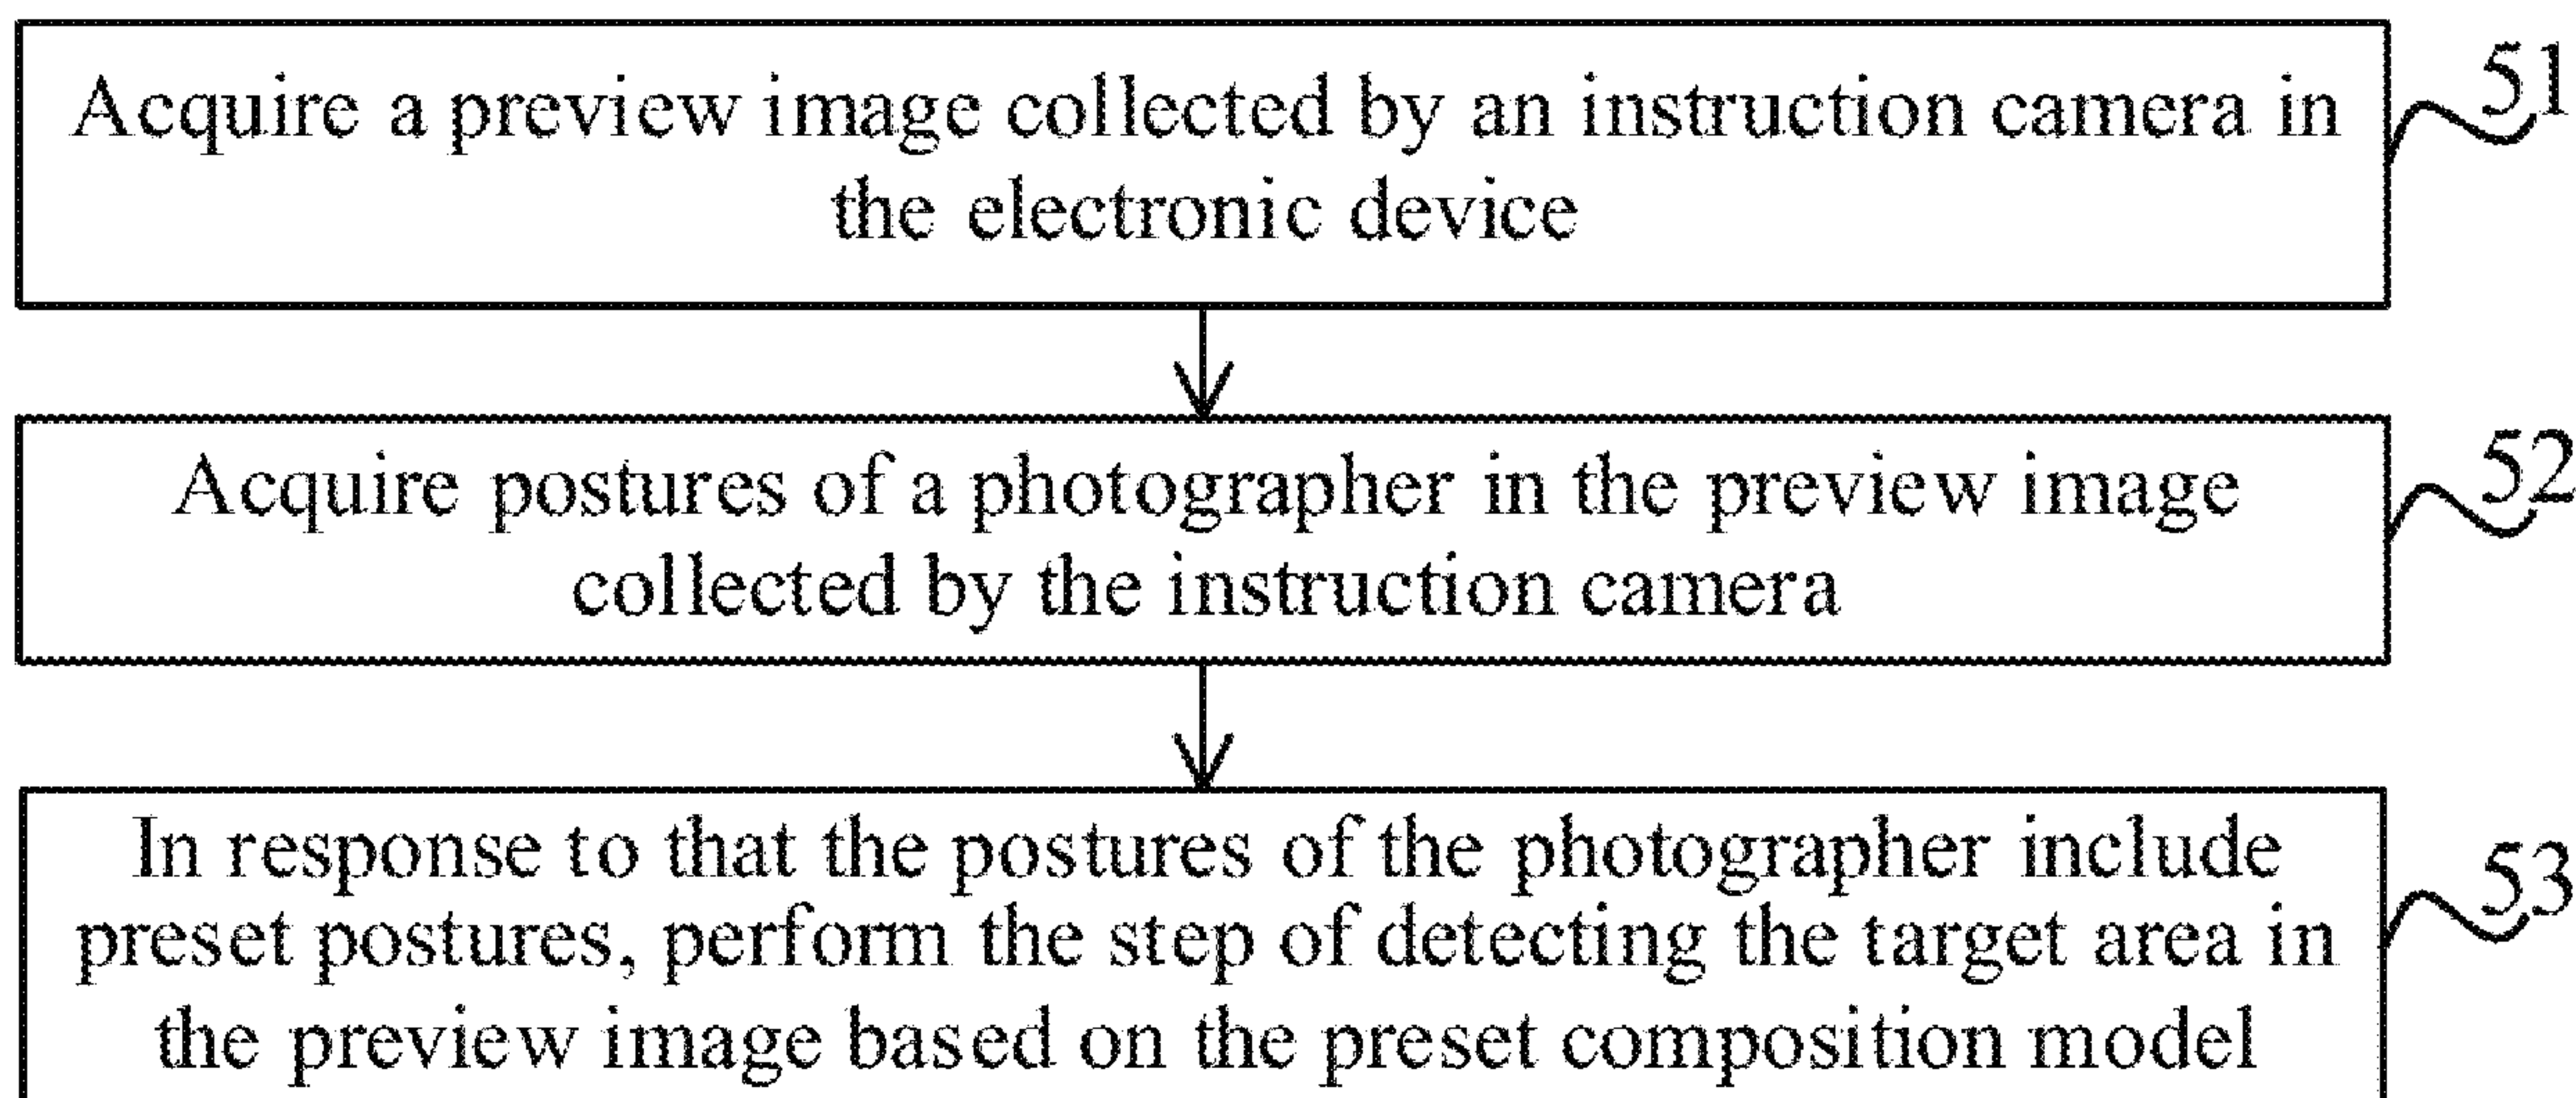 Acquire a preview image collected by an instruction camera in
the electronic device
51
Acquire postures of a photographer in the preview image
collected by the instruction camera
52
In response to that the postures of the photographer include
preset postures, perform the step of detecting the target area in
the preview image based on the preset composition model
53